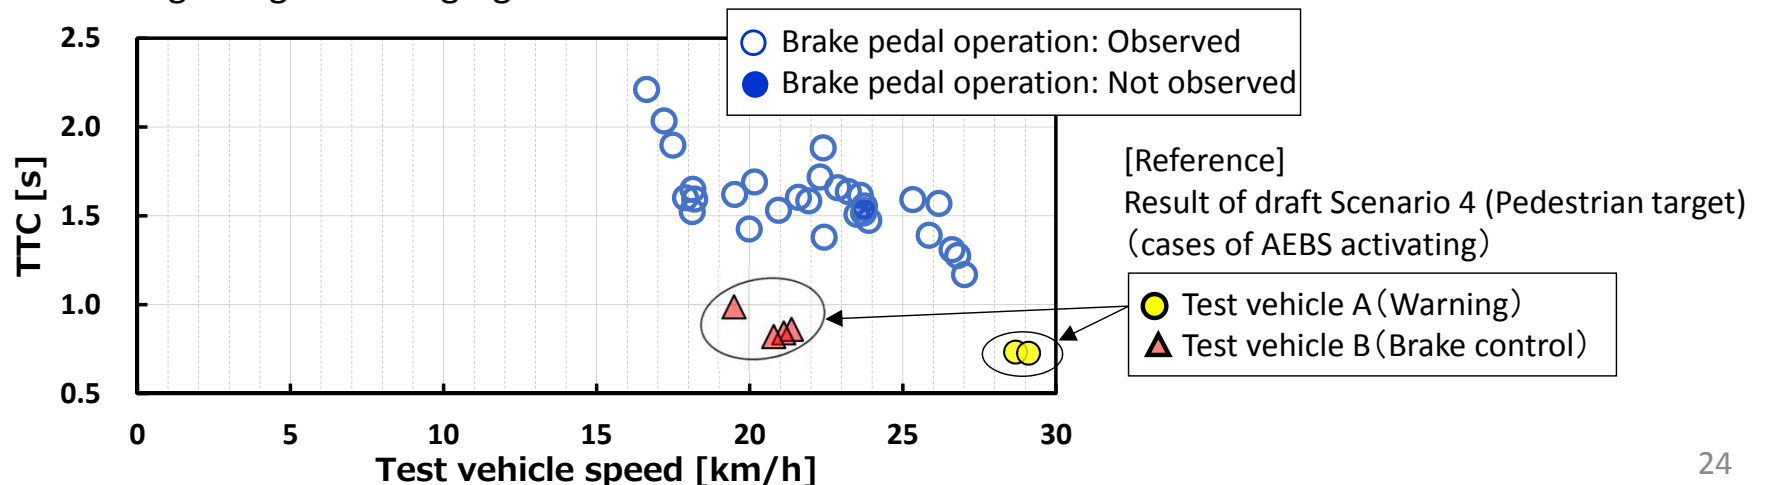 Brake pedal operation: Observed
Brake pedal operation: Not observed
2.5
2.0
1.5
1.0
0.5
TTC [s]
0 5 10 15 20 25 30
Test vehicle speed [km/h]
[Reference]
Result of draft Scenario 4 (Pedestrian target)
（cases of AEBS activating）
Test vehicle A（Warning）
Test vehicle B（Brake control）
24